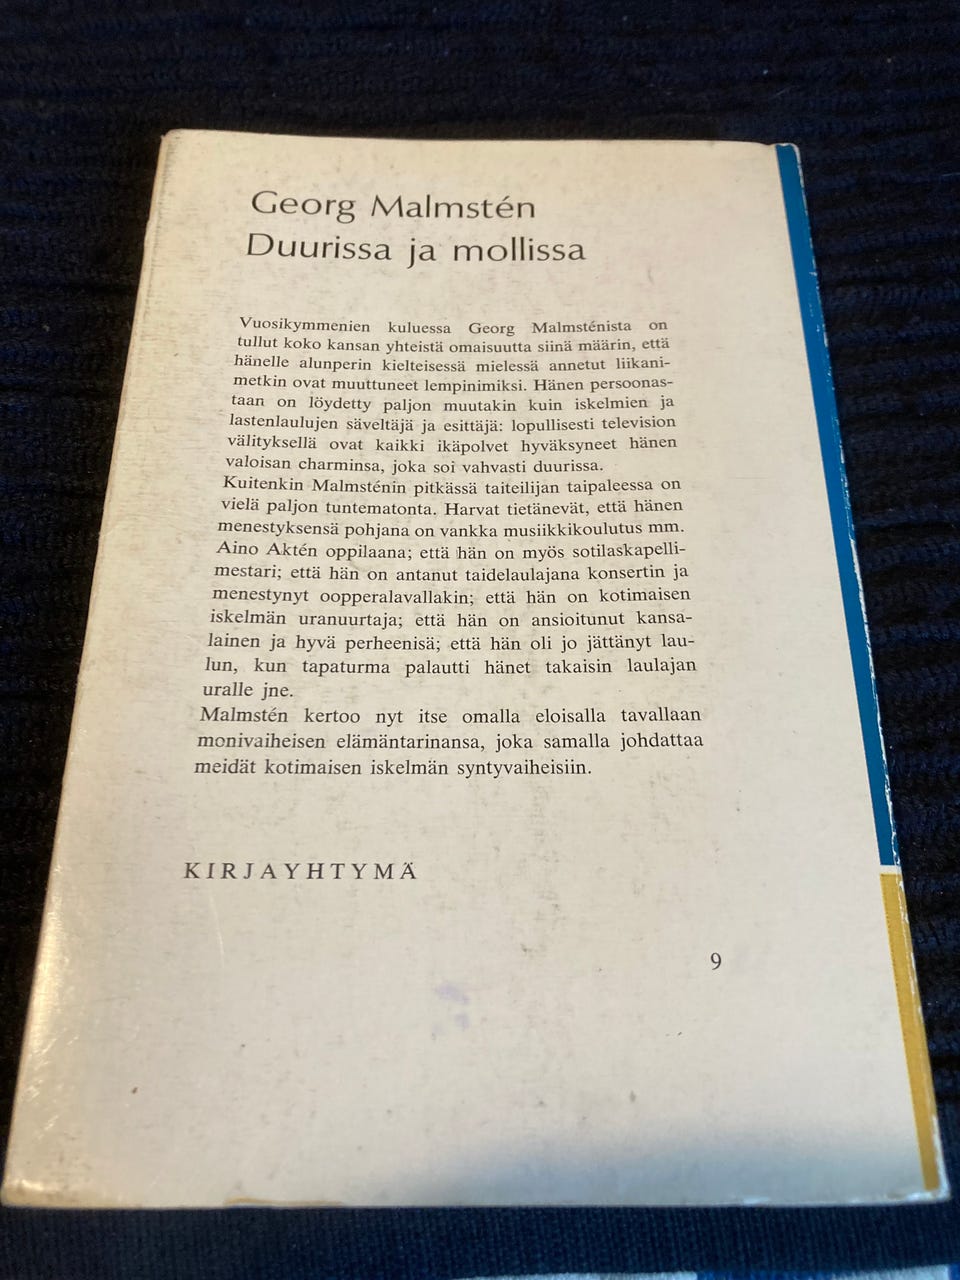 Georg Malmstén
Duurissa ja mollissa
Vuosikymmenien kuluessa Georg Malmsténista on
tullut koko kansan yhteistä omaisuutta siinä määrin, että
hänelle alunperin kielteisessä mielessä annetut liikani-
metkin ovat muuttuneet lempinimiksi. Hänen persoonas-
taan on löydetty paljon muutakin kuin iskelmien ja
lastenlaulujen säveltäjä ja esittäjä: lopullisesti television
välityksellä ovat kaikki ikäpolvet hyväksyneet hänen
valoisan charminsa, joka soi vahvasti duurissa.
Kuitenkin Malmsténin pitkässä taiteilijan taipaleessa on
vielä paljon tuntematonta. Harvat tietänevät, että hänen
menestyksensä pohjana on vankka musiikkikoulutus mm.
Aino Aktén oppilaana; että hän on myös sotilaskapelli-
mestari; että hän on antanut taidelaulajana konsertin ja
menestynyt oopperalavallakin; että hän on kotimaisen
iskelmän uranuurtaja; että hän on ansioitunut kansa-
lainen ja hyvä perheenisä; että hän oli jo jättänyt lau-
lun, kun tapaturma palautti hänet takaisin laulajan
uralle jne.
Malmstén kertoo nyt itse omalla eloisalla tavallaan
monivaiheisen elämäntarinansa, joka samalla johdattaa
meidät kotimaisen iskelmän syntyvaiheisiin.
KIRJAYHTYMÄ
9